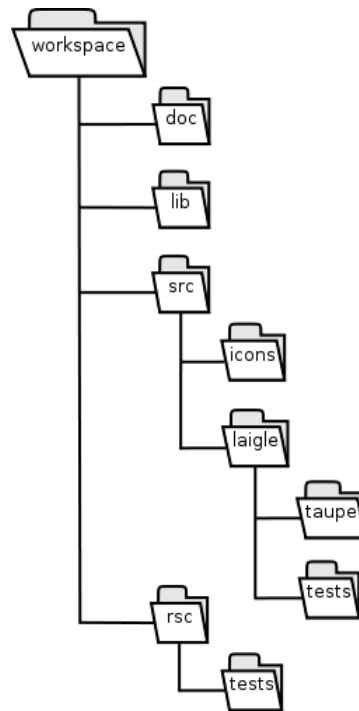 workspace
doc
lib
src
icons
laigle
taupe
tests
rsc
tests